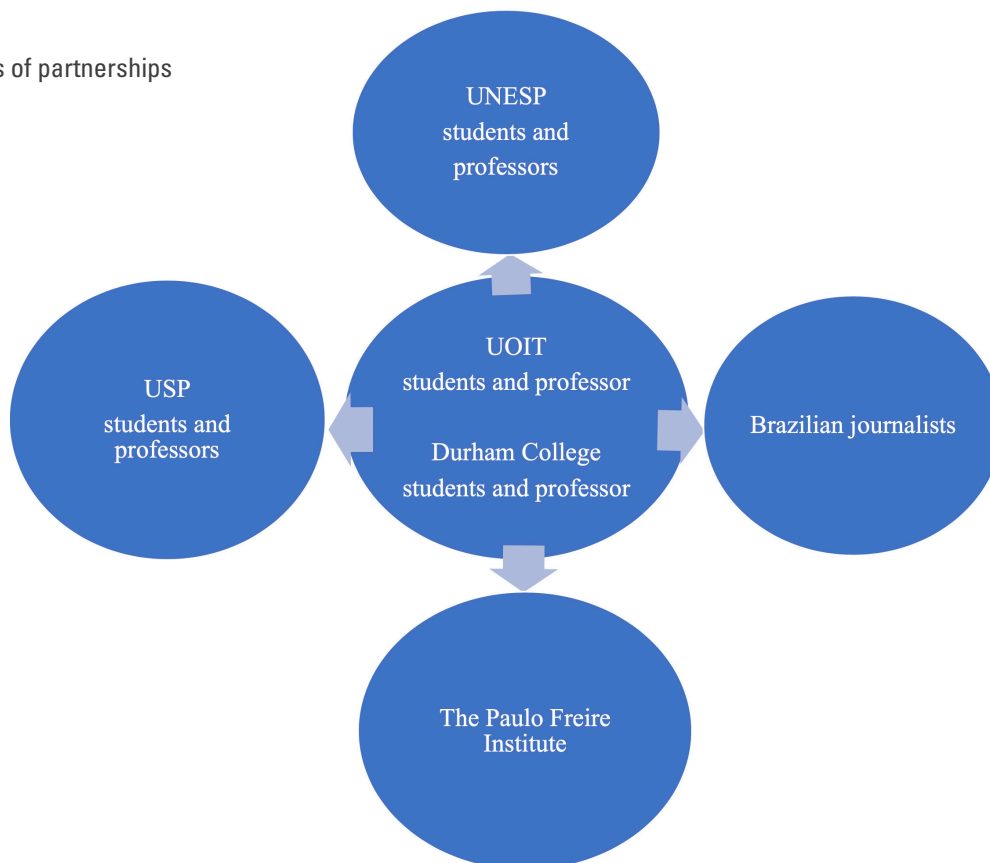 of partnerships
UNESP
students and
professors
UOIT
students and professor
Durham College
students and professor
USP
students and
professors
Brazilian journalists
The Paulo Freire
Institute